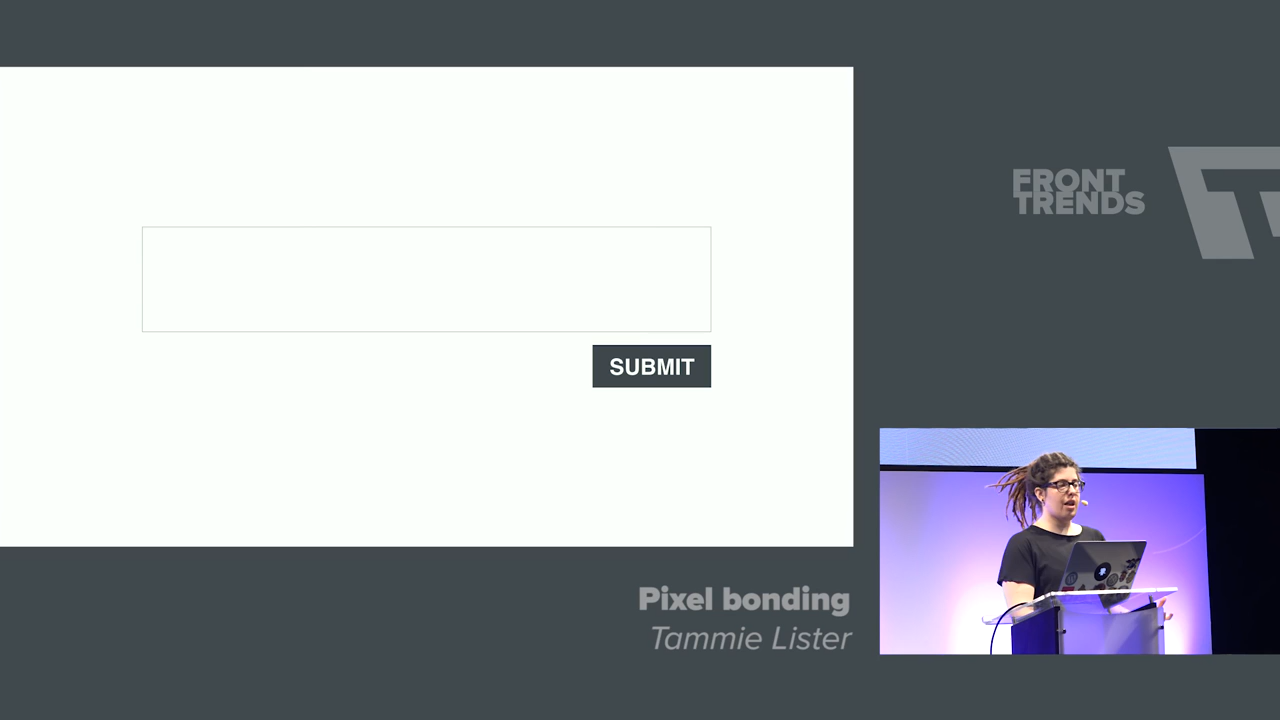 FRONT
TRENDS
SUBMIT
Pixel bonding
Tammie Lister